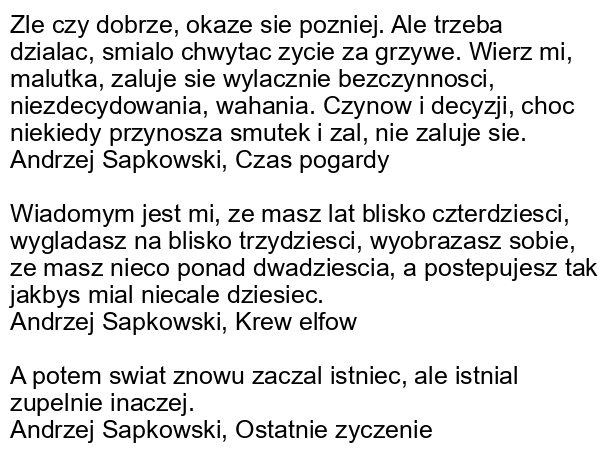 Zle czy dobrze, okaze sie pozniej. Ale trzeba
dzialac, smialo chwytac zycie za grzywe. Wierz mi,
malutka, zaluje sie wylacznie bezczynnosci,
niezdecydowania, wahania. Czynow i decyzji, choc
niekiedy przynosza smutek i zal, nie zaluje sie.
Andrzej Sapkowski, Czas pogardy

Wiadomym jest mi, ze masz lat blisko czterdziesci,
wygladasz na blisko trzydziesci, wyobrazasz sobie,
ze masz nieco ponad dwadziescia, a postepujesz tak
jakbys mial niecale dziesiec.
Andrzej Sapkowski, Krew elfow

A potem swiat znowu zaczal istniec, ale istnial
zupelnie inaczej.
Andrzej Sapkowski, Ostatnie zyczenie